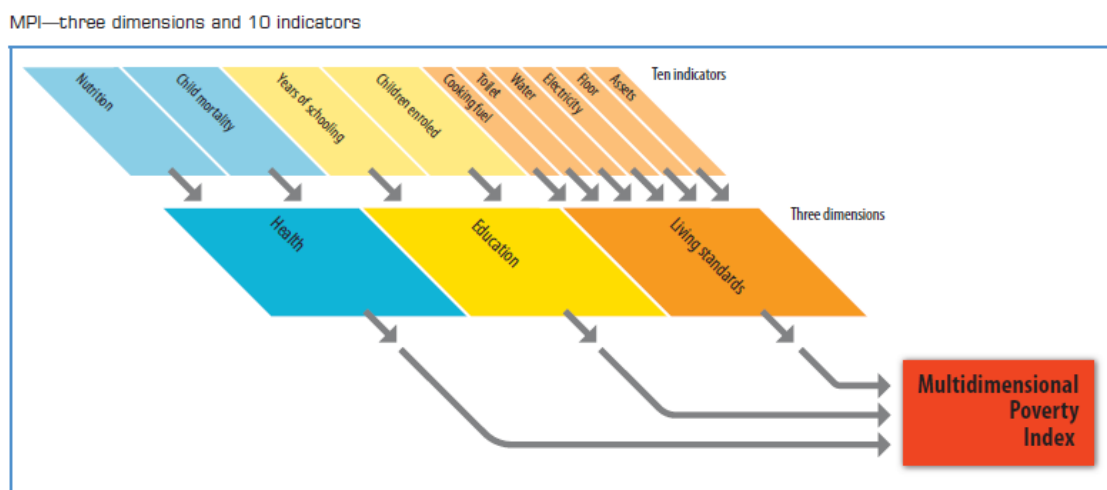 MPI—three dimensions and 10 indicators
Nutrition
Child mortality
Years of schooling
Children enroled
Cooking fuel
Toilet
Water
Electricity
Floor
Assets
Ten indicators
Health
Education
Living standards
Three dimensions
Multidimensional
Poverty
Index